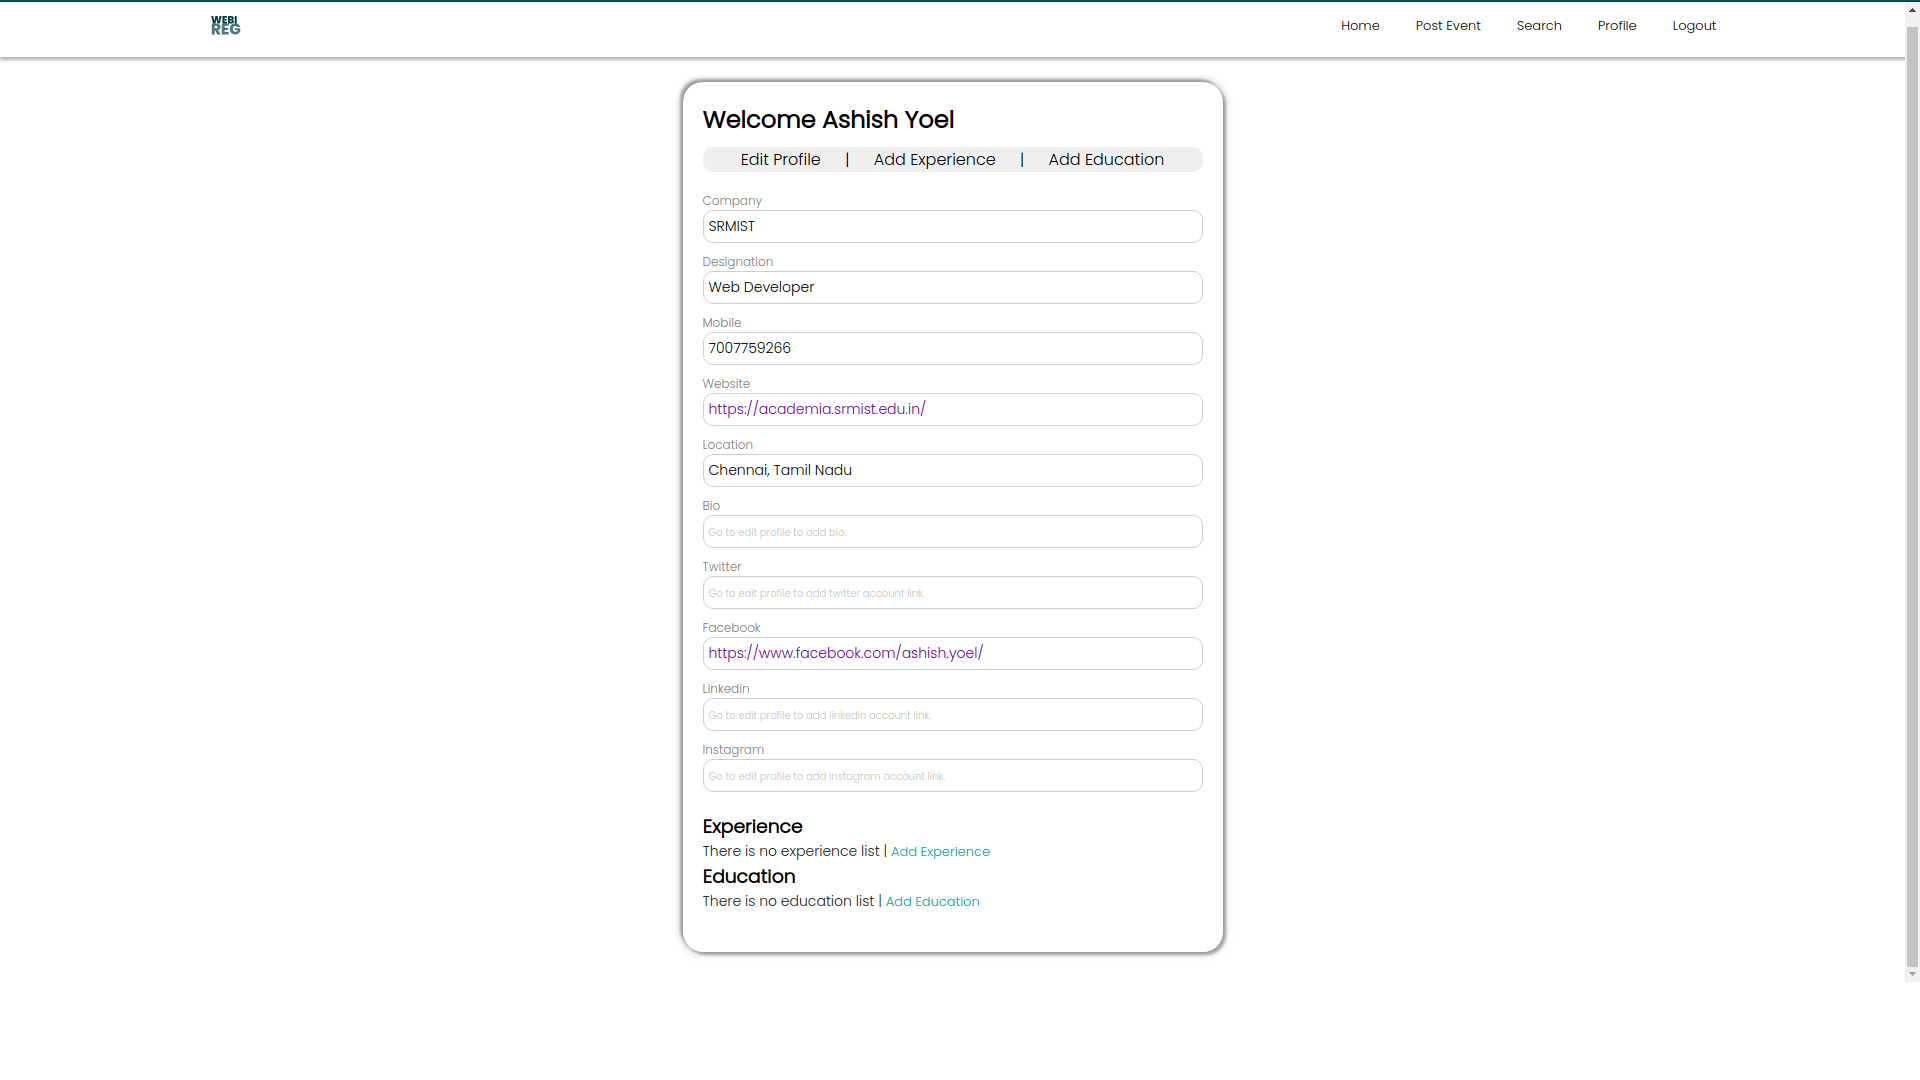 WEBI
REG
Home Post Event Search Profile Logout
Welcome Ashish Yoel
Edit Profile | Add Experience | Add Education
Company
SRMIST
Designation
Web Developer
Mobile
7007759266
Website
https://academia.srmist.edu.in/
Location
Chennai, Tamil Nadu
Bio
Go to edit profile to add bio.
Twitter
Go to edit profile to add twitter account link.
Facebook
https://www.facebook.com/ashish.yoel/
Linkedin
Go to edit profile to add linkedin account link.
Instagram
Go to edit profile to add instagram account link.
Experience
There is no experience list | Add Experience
Education
There is no education list | Add Education